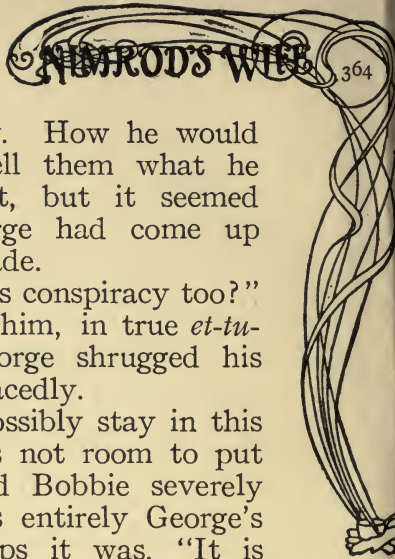 NIMROD'S WIFE 364
. How he would
ell them what he
t, but it seemed
rge had come up
ade.
s conspiracy too?"
him, in true et-tu-
orge shrugged his
acedly.
ossibly stay in this
s not room to put
d Bobbie severely
s entirely George's
ps it was. "It is